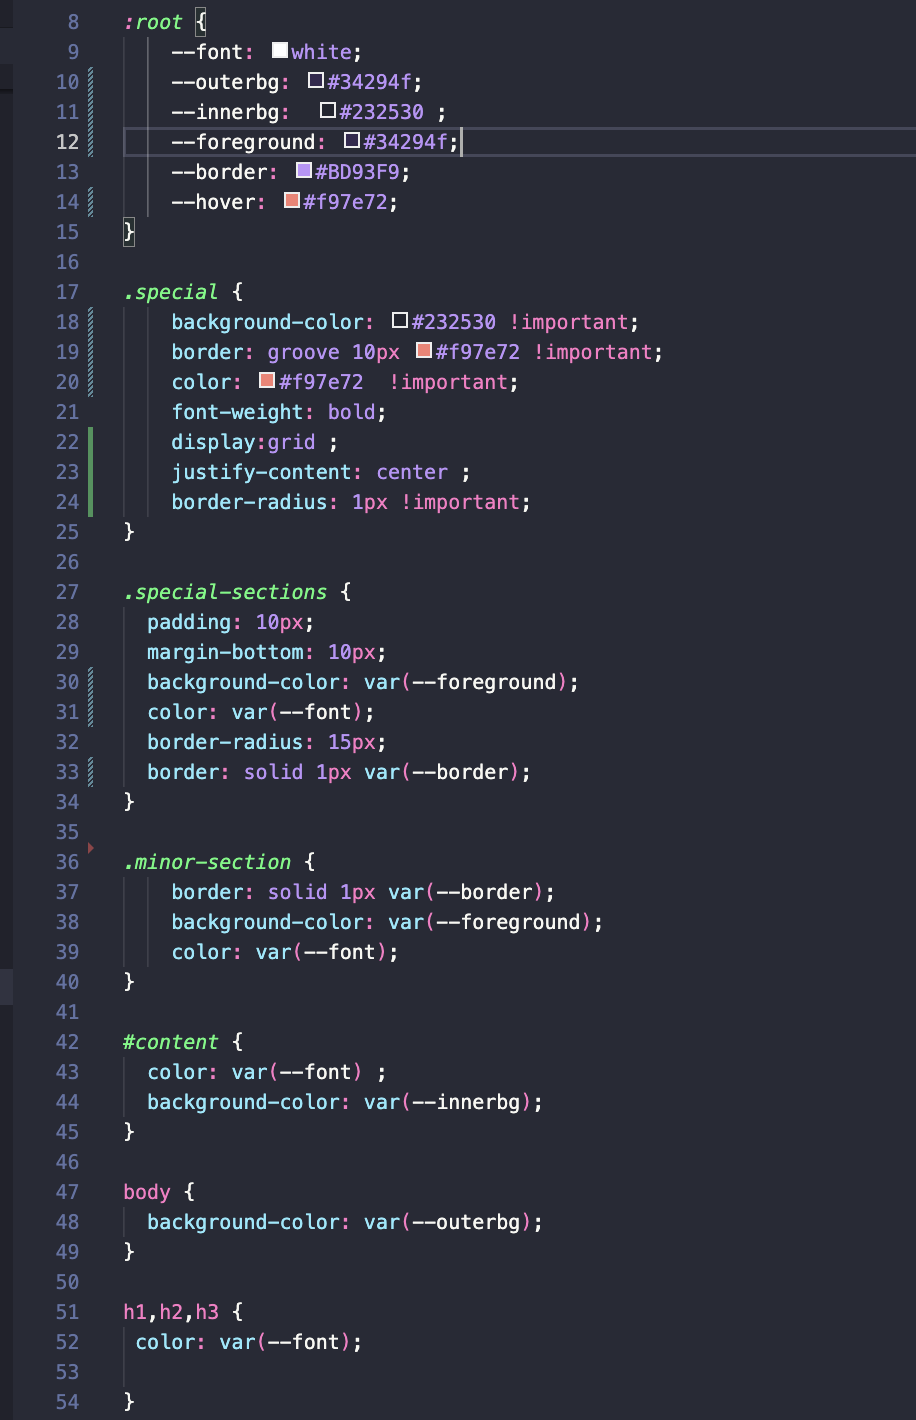 8 :root {
9 --font: white;
10 --outerbg: #34294f;
11 --innerbg: #232530 ;
12 --foreground: #34294f;
13 --border: #BD93F9;
14 --hover: #f97e72;
15 }
16
17 .special {
18 background-color: #232530 !important;
19 border: groove 10px #f97e72 !important;
20 color: #f97e72  !important;
21 font-weight: bold;
22 display:grid ;
23 justify-content: center ;
24 border-radius: 1px !important;
25 }
26
27 .special-sections {
28 padding: 10px;
29 margin-bottom: 10px;
30 background-color: var(--foreground);
31 color: var(--font);
32 border-radius: 15px;
33 border: solid 1px var(--border);
34 }
35
36 .minor-section {
37 border: solid 1px var(--border);
38 background-color: var(--foreground);
39 color: var(--font);
40 }
41
42 #content {
43 color: var(--font) ;
44 background-color: var(--innerbg);
45 }
46
47 body {
48 background-color: var(--outerbg);
49 }
50
51 h1,h2,h3 {
52 color: var(--font);
53
54 }